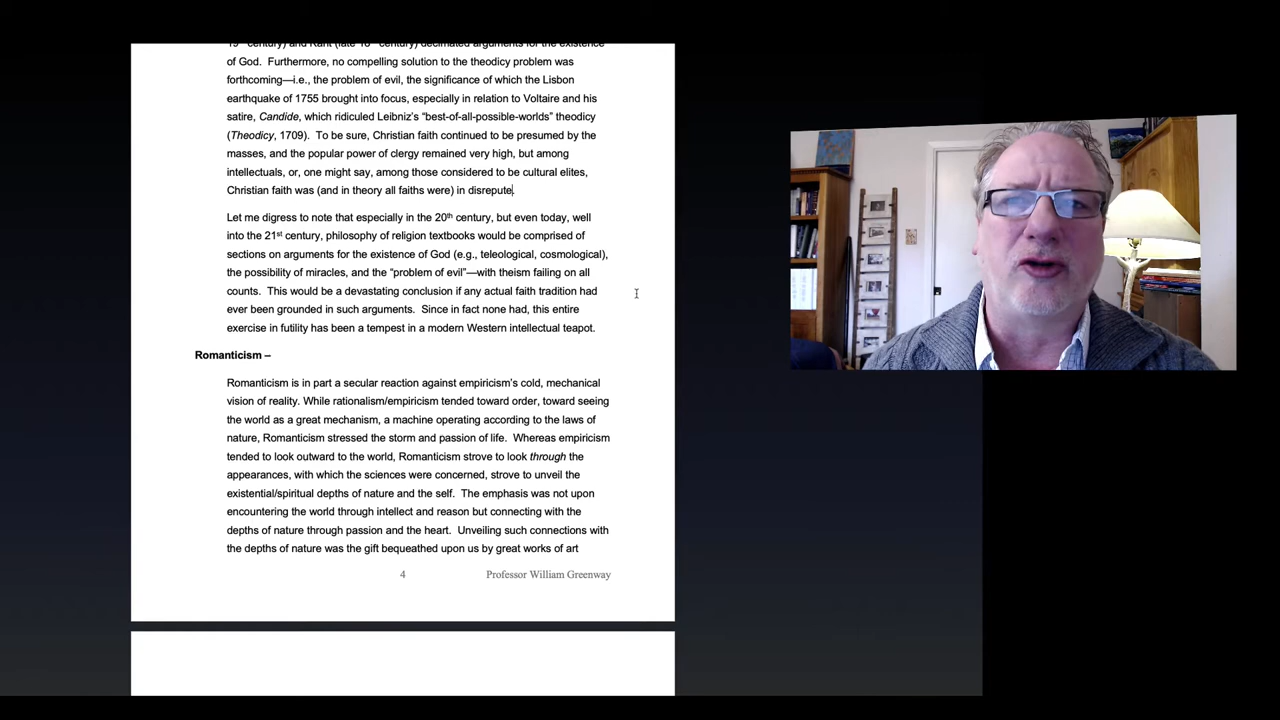 19th century) and Kant (late 18th century) decimated arguments for the existence
of God.  Furthermore, no compelling solution to the theodicy problem was
forthcoming—i.e., the problem of evil, the significance of which the Lisbon
earthquake of 1755 brought into focus, especially in relation to Voltaire and his
satire, Candide, which ridiculed Leibniz's “best-of-all-possible-worlds” theodicy
(Theodicy, 1709).  To be sure, Christian faith continued to be presumed by the
masses, and the popular power of clergy remained very high, but among
intellectuals, or, one might say, among those considered to be cultural elites,
Christian faith was (and in theory all faiths were) in disrepute.
Let me digress to note that especially in the 20th century, but even today, well
into the 21st century, philosophy of religion textbooks would be comprised of
sections on arguments for the existence of God (e.g., teleological, cosmological),
the possibility of miracles, and the “problem of evil”—with theism failing on all
counts.  This would be a devastating conclusion if any actual faith tradition had
ever been grounded in such arguments.  Since in fact none had, this entire
exercise in futility has been a tempest in a modern Western intellectual teapot.
Romanticism –
Romanticism is in part a secular reaction against empiricism's cold, mechanical
vision of reality. While rationalism/empiricism tended toward order, toward seeing
the world as a great mechanism, a machine operating according to the laws of
nature, Romanticism stressed the storm and passion of life.  Whereas empiricism
tended to look outward to the world, Romanticism strove to look through the
appearances, with which the sciences were concerned, strove to unveil the
existential/spiritual depths of nature and the self.  The emphasis was not upon
encountering the world through intellect and reason but connecting with the
depths of nature through passion and the heart.  Unveiling such connections with
the depths of nature was the gift bequeathed upon us by great works of art
4 Professor William Greenway